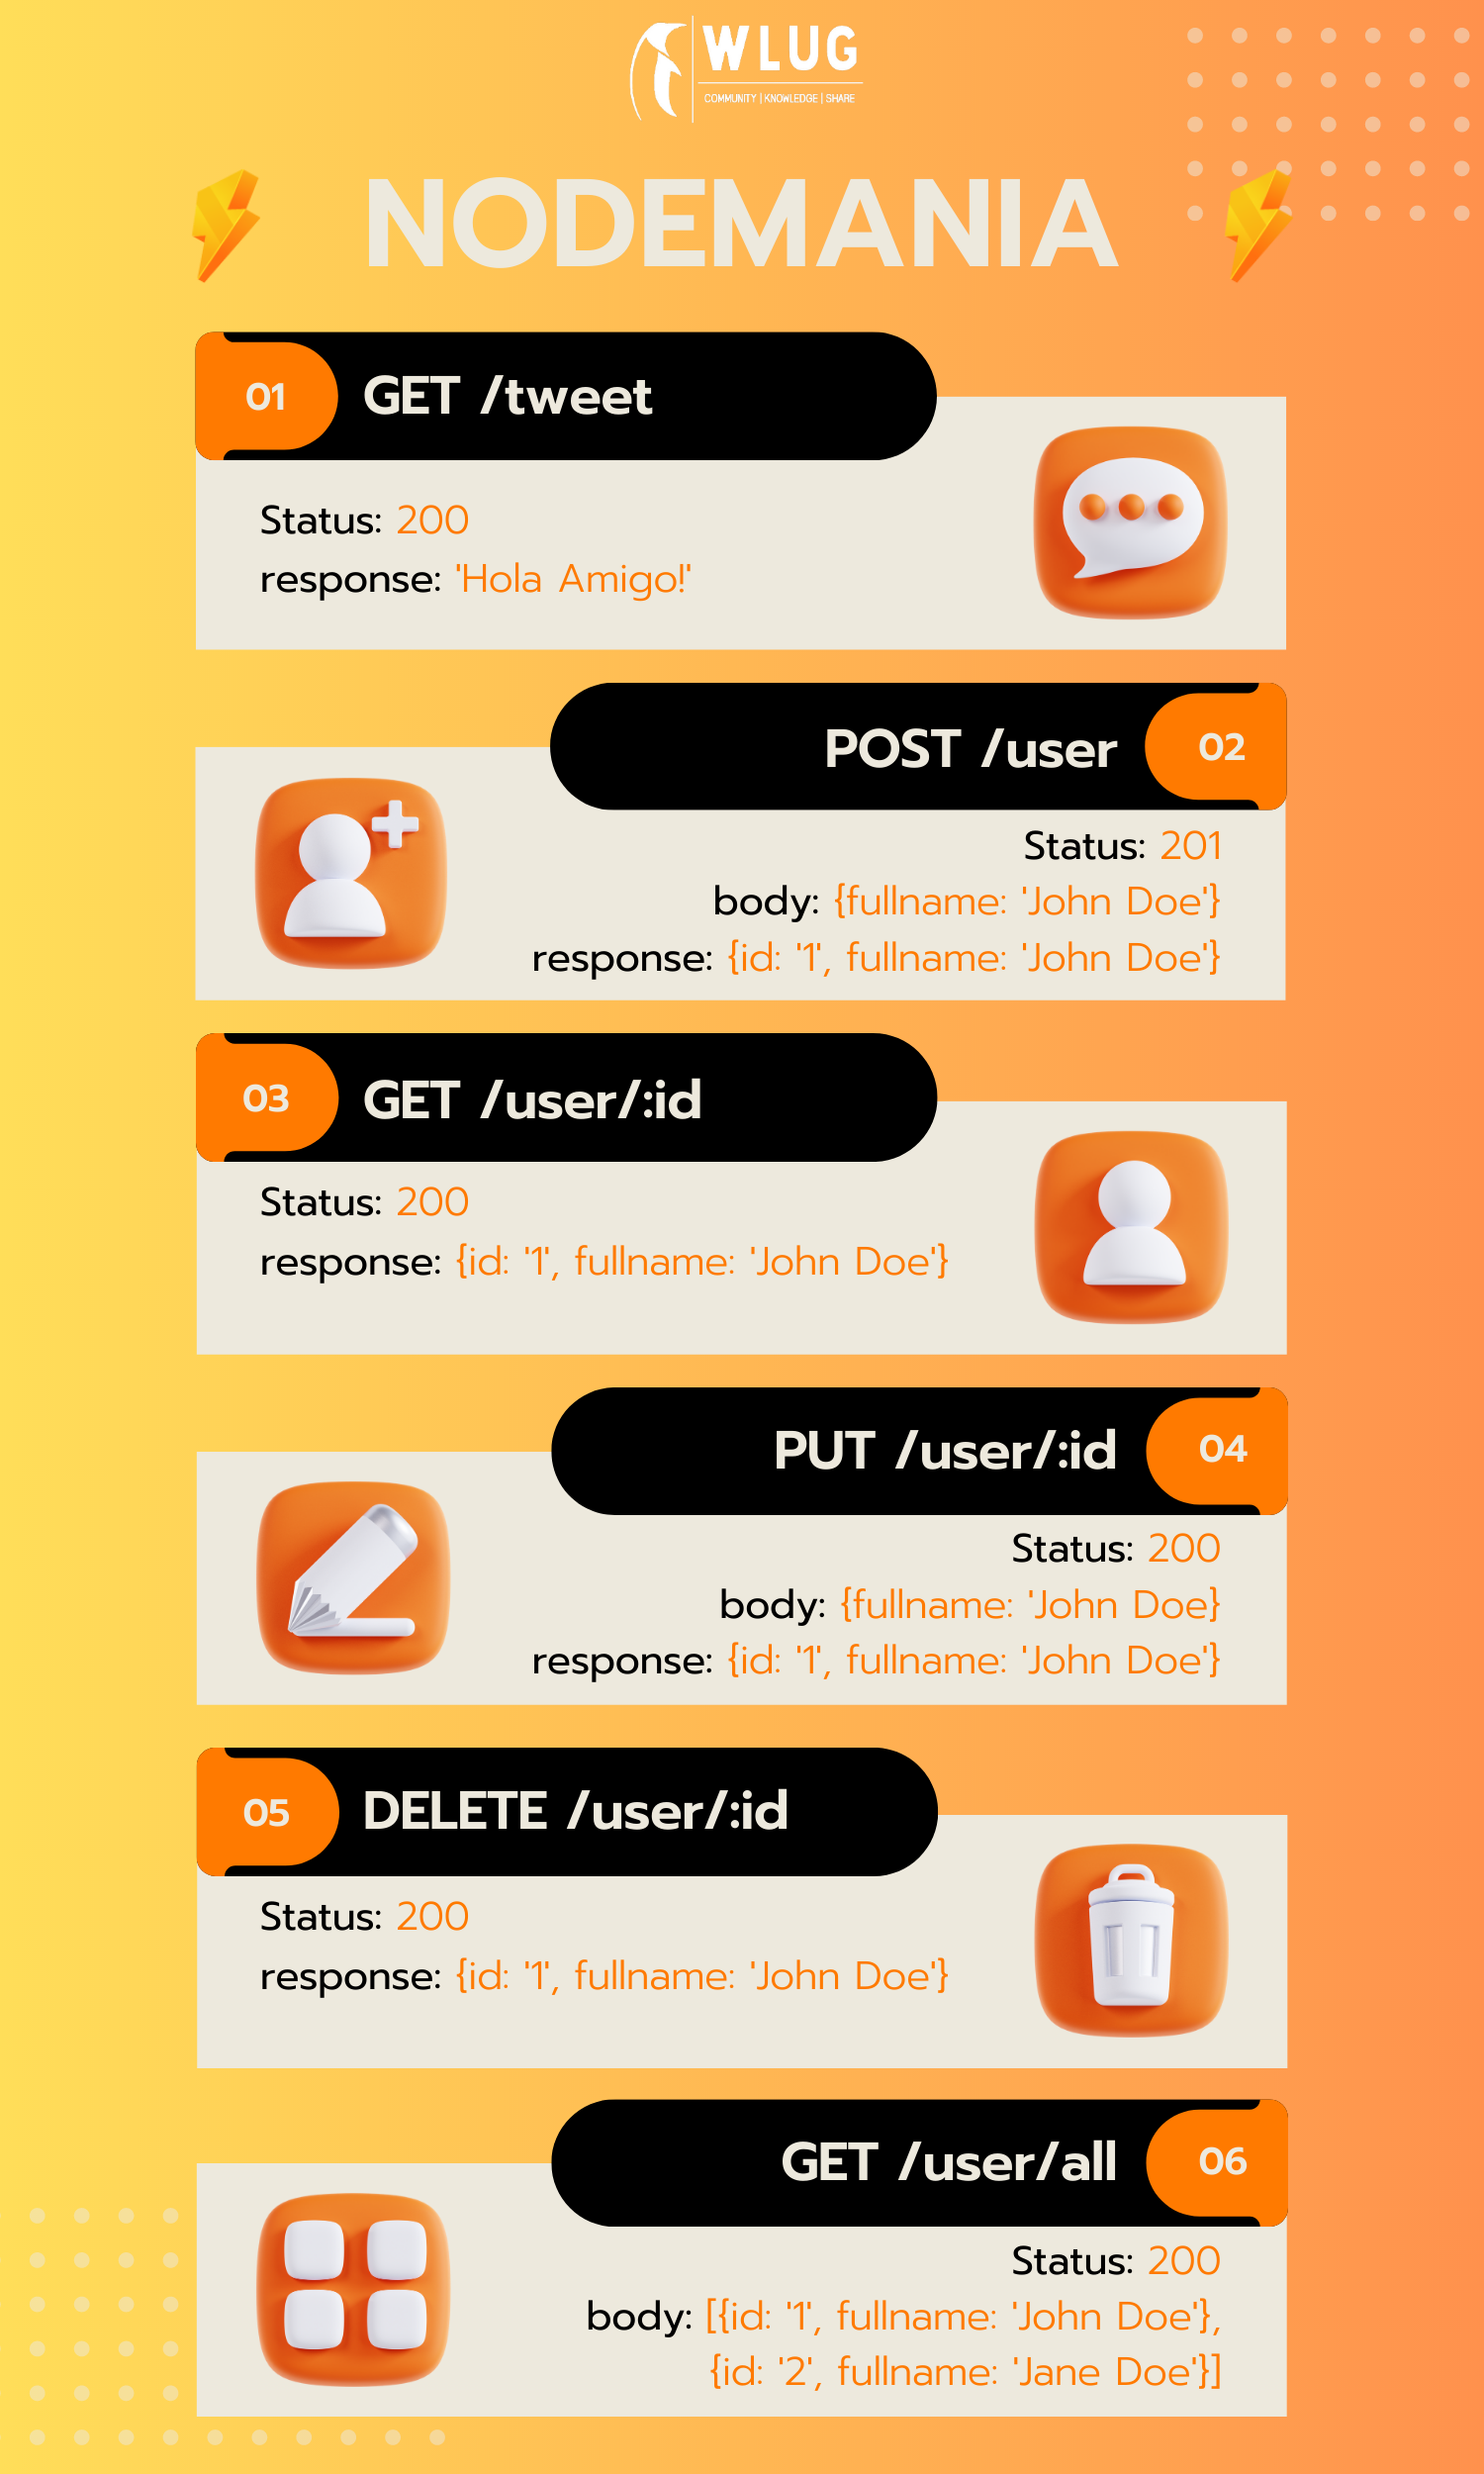 WLUG
COMMUNITY | KNOWLEDGE | SHARE
NODEMANIA
01
GET /tweet
Status: 200
response: 'Hola Amigo!'
POST /user
02
Status: 201
body: {fullname: 'John Doe'}
response: {id: '1', fullname: 'John Doe'}
03
GET /user/:id
Status: 200
response: {id: '1', fullname: 'John Doe'}
PUT /user/:id
04
Status: 200
body: {fullname: 'John Doe}
response: {id: '1', fullname: 'John Doe'}
05
DELETE /user/:id
Status: 200
response: {id: '1', fullname: 'John Doe'}
GET /user/all
06
Status: 200
body: [{id: '1', fullname: 'John Doe'},
{id: '2', fullname: 'Jane Doe'}]